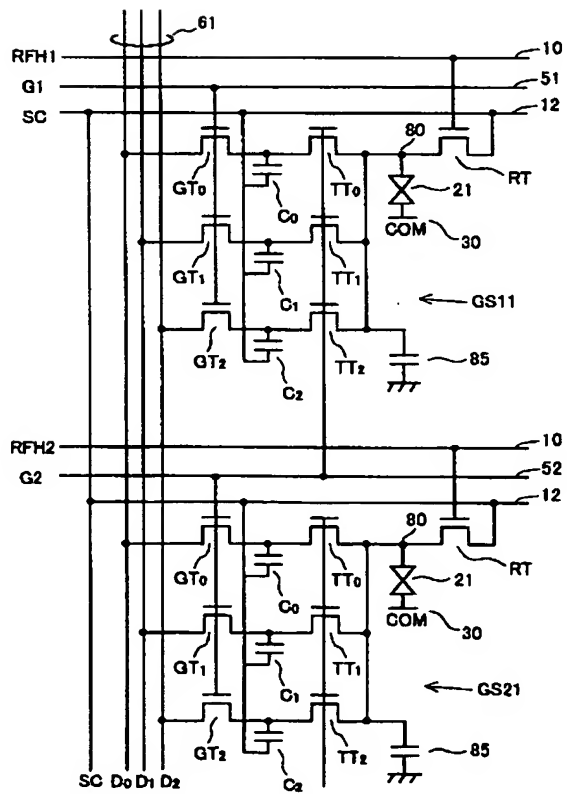 61
RFH1 10
G1 51
SC 12
80
GT0 TT0 RT
C0 21
COM 30
GT1 TT1
C1 GS11
GT2 TT2 85
C2
RFH2 10
G2 52
12
80
GT0 TT0 RT
C0 21
COM 30
GT1 TT1
C1 GS21
GT2 TT2 85
C2
SC D0 D1 D2